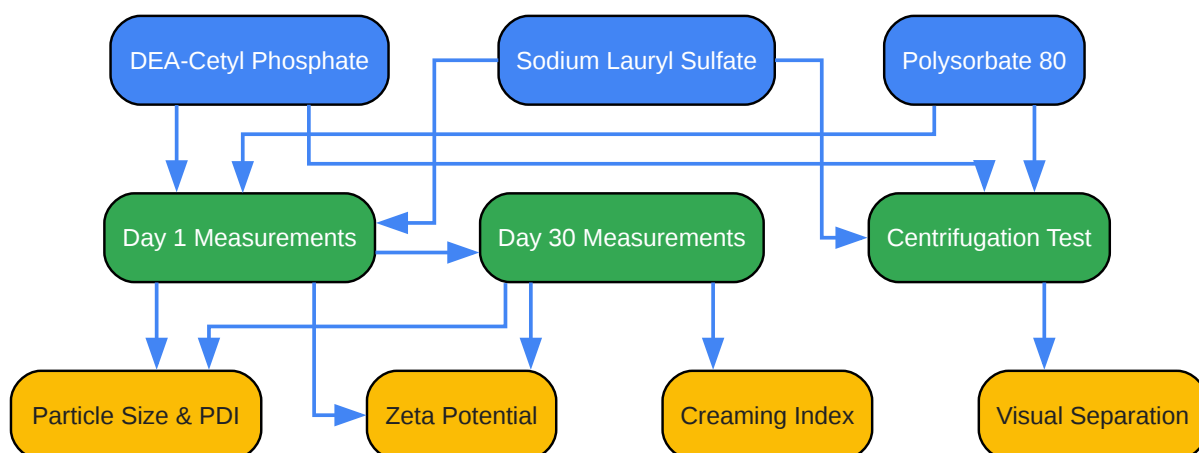 DEA-Cetyl Phosphate
Sodium Lauryl Sulfate
Polysorbate 80
Day 1 Measurements
Day 30 Measurements
Centrifugation Test
Particle Size & PDI
Zeta Potential
Creaming Index
Visual Separation